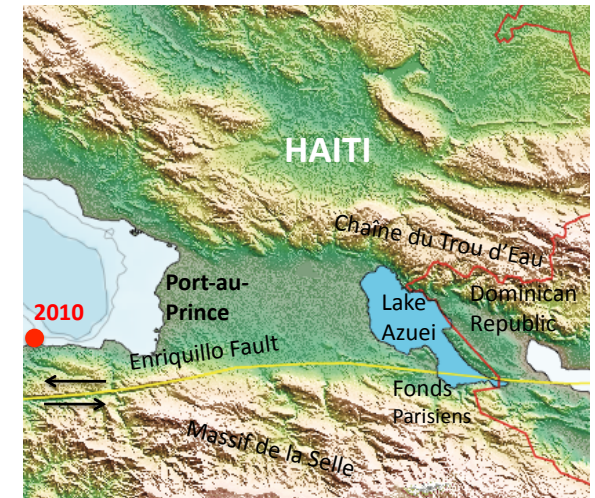 HAITI
Chaîne du Trou d'Eau
Port-au-
Prince
Lake
Azuei
Dominican
Republic
2010
Enriquillo Fault
Fonds
Parisiens
Massif de la Selle